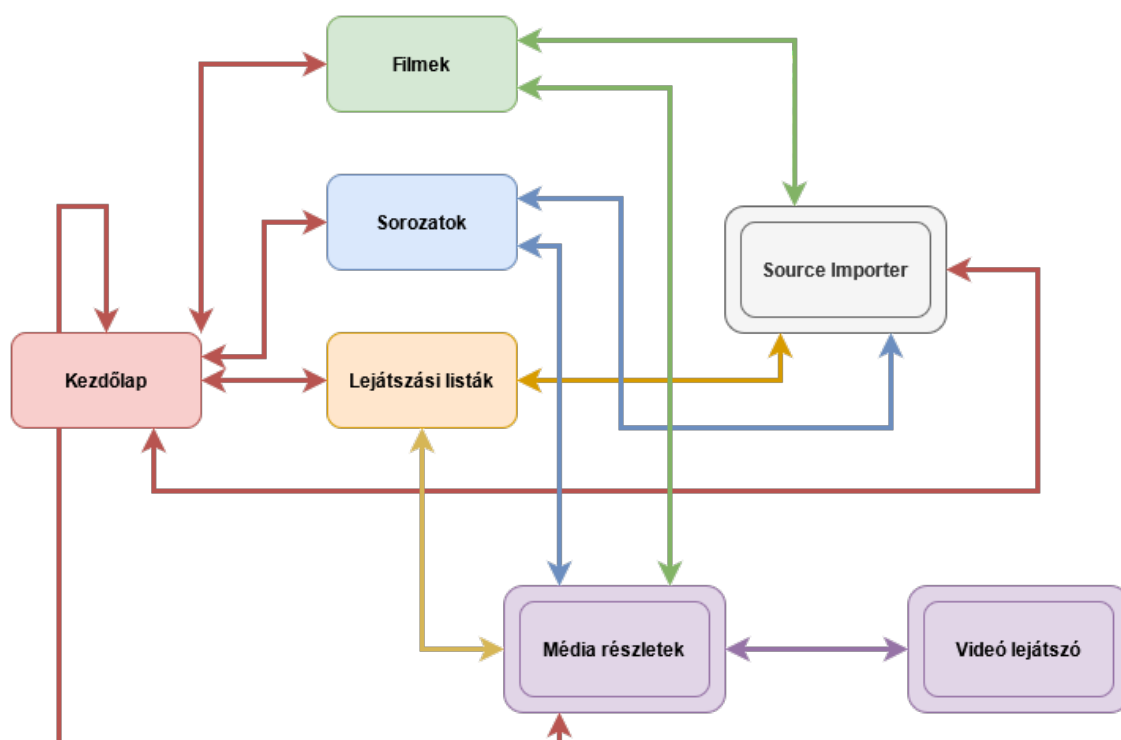 Filmek
Sorozatok
Source Importer
Kezdőlap
Lejátszási listák
Média részletek
Videó lejátszó